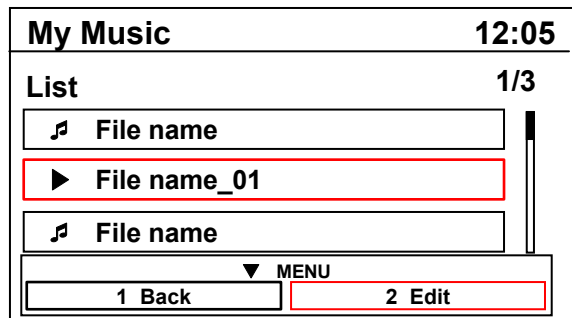 My Music 12:05
List 1/3
File name
File name_01
File name
MENU
1 Back 2 Edit